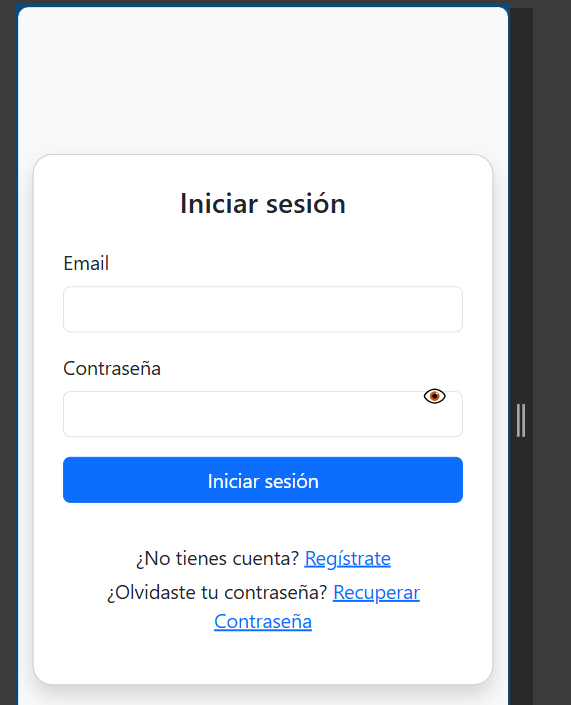 Iniciar sesión
Email
Contraseña
Iniciar sesión
¿No tienes cuenta? Regístrate
¿Olvidaste tu contraseña? Recuperar
Contraseña